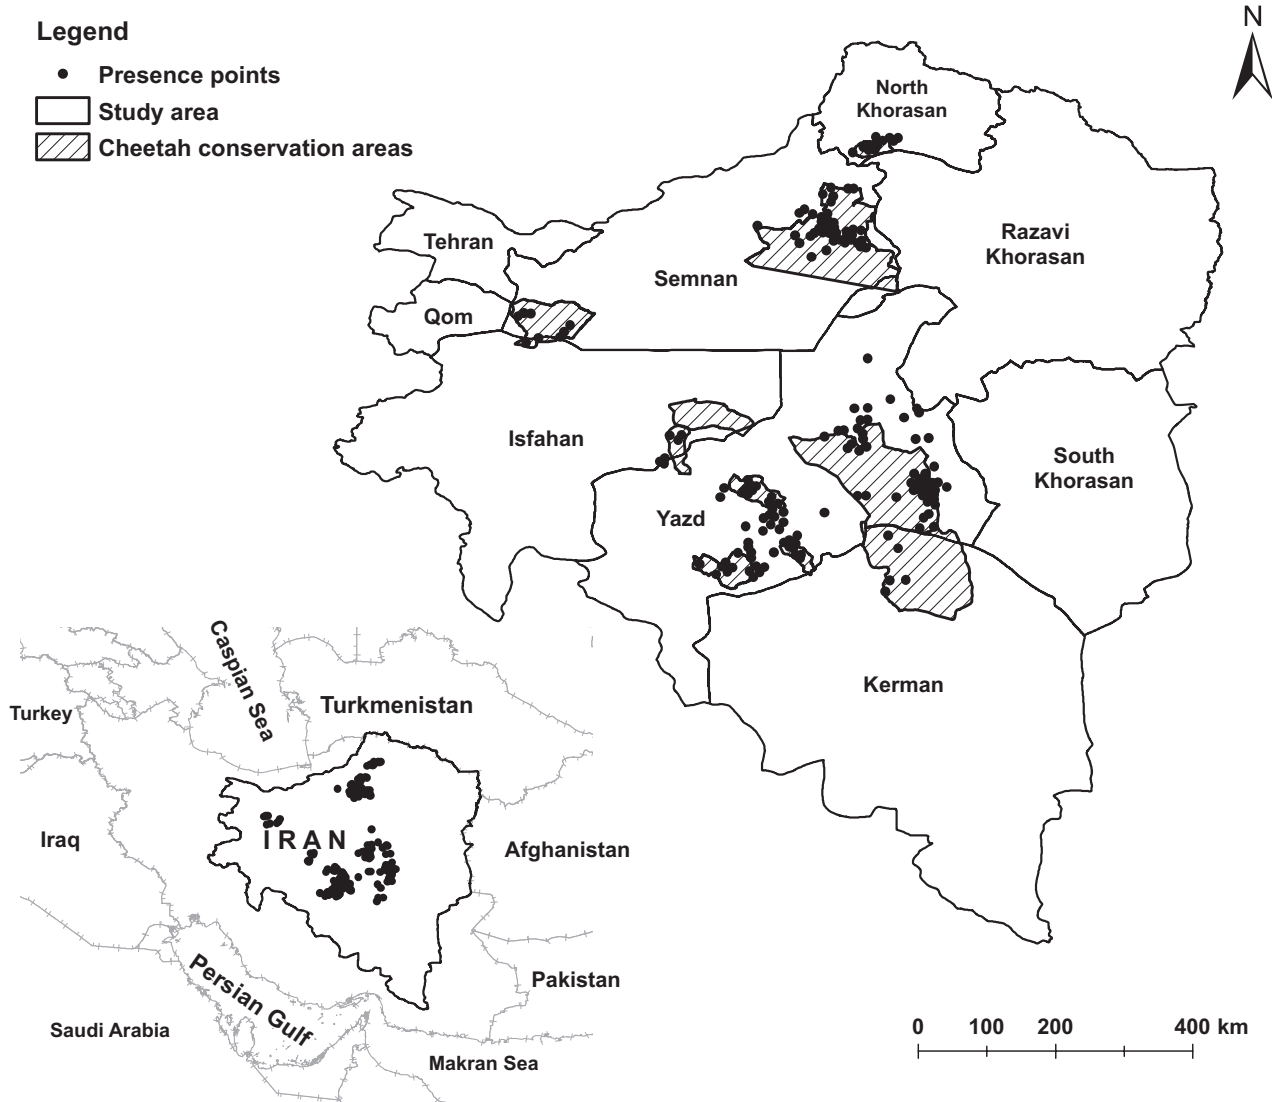 Legend
Presence points
Study area
Cheetah conservation areas
N
North
Khorasan
Razavi
Khorasan
Tehran
Semnan
Qom
Isfahan
South
Khorasan
Yazd
Kerman
Caspian Sea
Turkmenistan
Turkey
IRAN
Iraq
Afghanistan
Persian Gulf
Pakistan
Saudi Arabia
Makran Sea
0 100 200 400 km